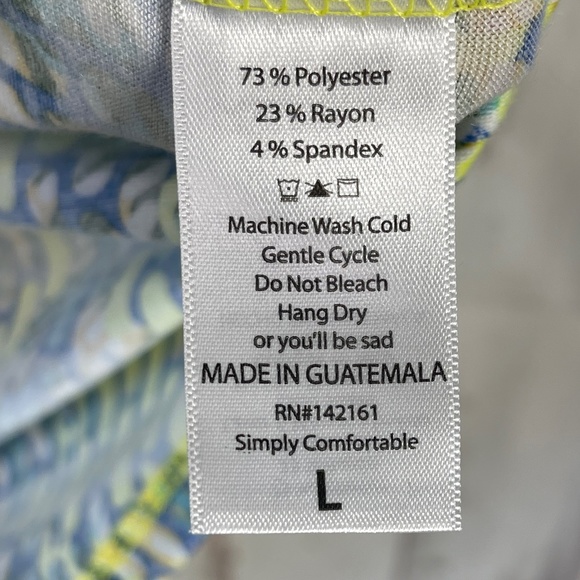 73 % Polyester
23 % Rayon
4 % Spandex
Machine Wash Cold
Gentle Cycle
Do Not Bleach
Hang Dry
or you'll be sad
MADE IN GUATEMALA
RN#142161
Simply Comfortable
L